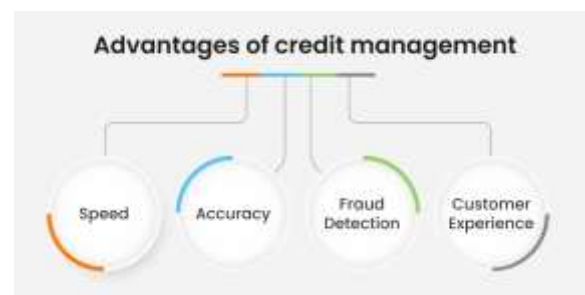 Advantages of credit management
Speed
Accuracy
Fraud
Detection
Customer
Experience